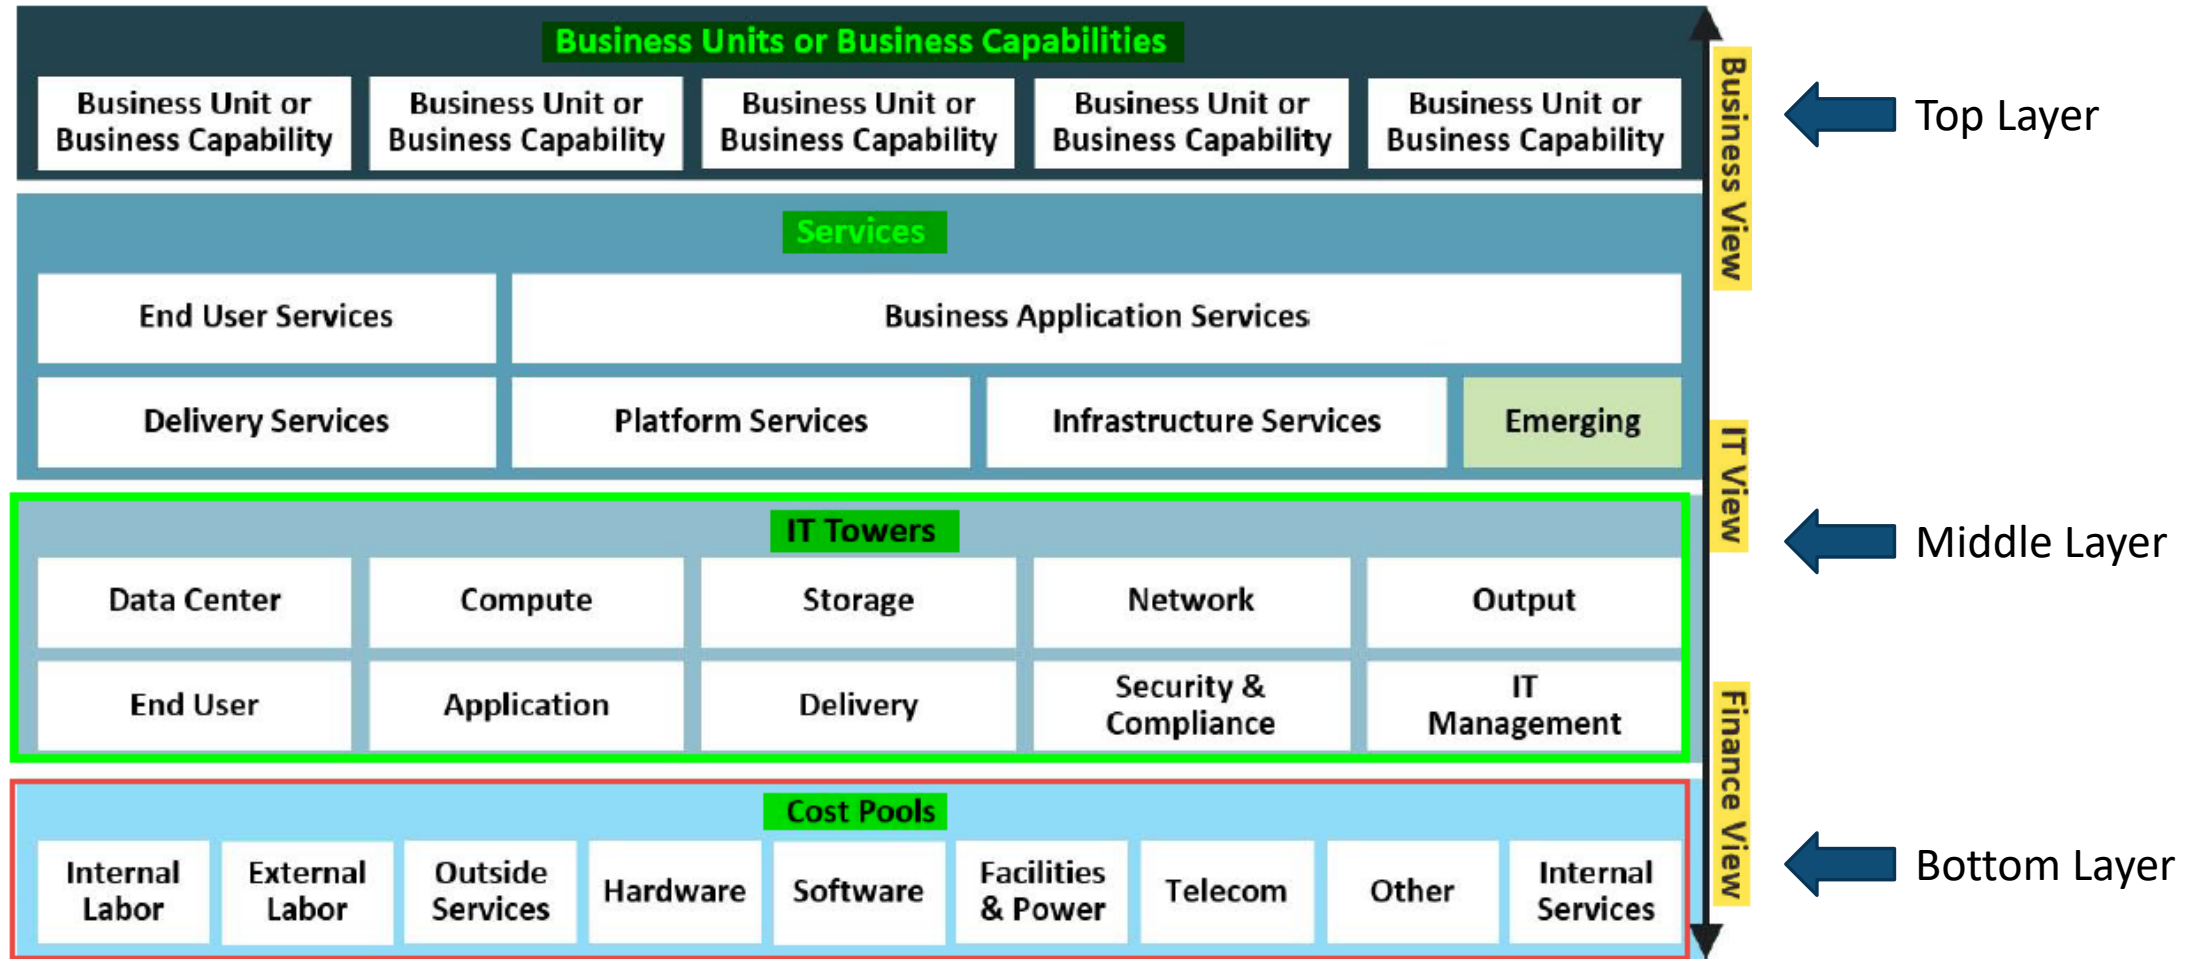 Business Units or Business Capabilities
Business Unit or
Business Capability
Business Unit or
Business Capability
Business Unit or
Business Capability
Business Unit or
Business Capability
Business Unit or
Business Capability
Business View
Top Layer
Services
End User Services
Business Application Services
Delivery Services
Platform Services
Infrastructure Services
Emerging
IT View
Middle Layer
IT Towers
Data Center
Compute
Storage
Network
Output
End User
Application
Delivery
Security &
Compliance
IT
Management
Finance View
Bottom Layer
Cost Pools
Internal
Labor
External
Labor
Outside
Services
Hardware
Software
Facilities
& Power
Telecom
Other
Internal
Services